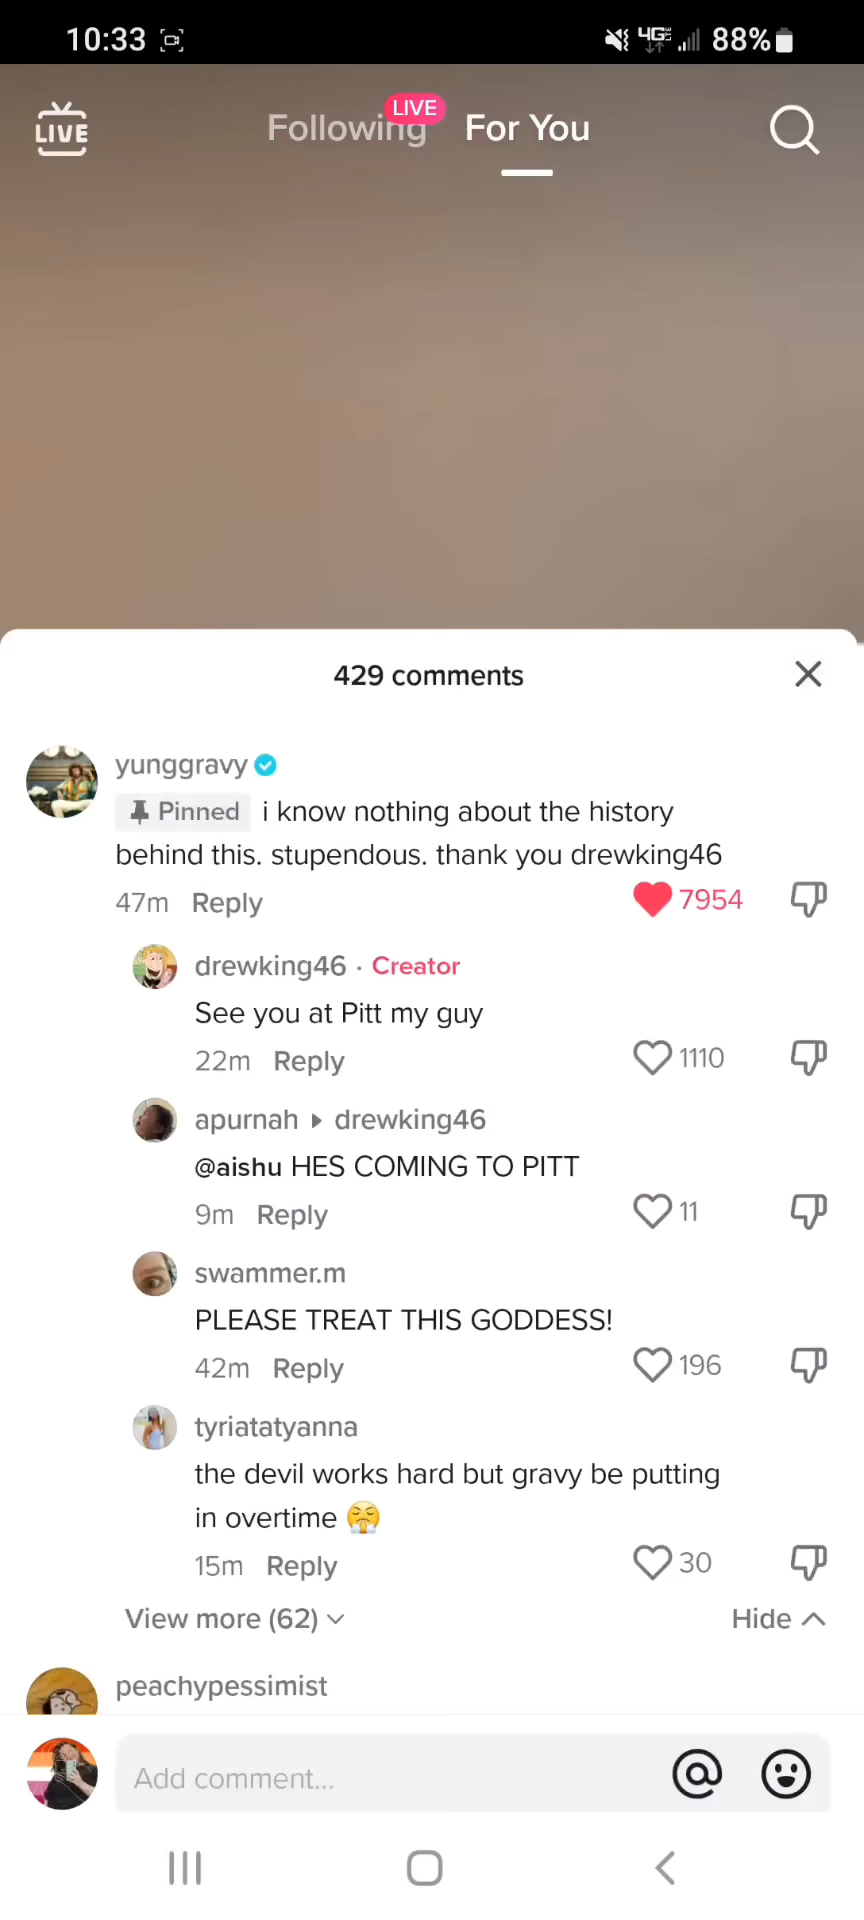 10:33 4G LTE 88%
LIVE Following LIVE For You
429 comments
yunggravy
Pinned i know nothing about the history
behind this. stupendous. thank you drewking46
47m Reply 7954
drewking46 · Creator
See you at Pitt my guy
22m Reply 1110
apurnah ▸ drewking46
@aishu HES COMING TO PITT
9m Reply 11
swammer.m
PLEASE TREAT THIS GODDESS!
42m Reply 196
tyriatatyanna
the devil works hard but gravy be putting
in overtime 😤
15m Reply 30
View more (62) Hide
peachypessimist
Add comment...